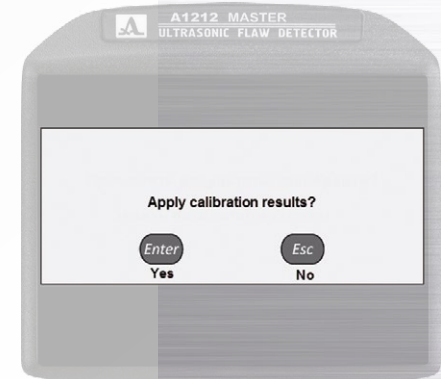 A1212 MASTER
ULTRASONIC FLAW DETECTOR
Apply calibration results?
Enter Esc
Yes No